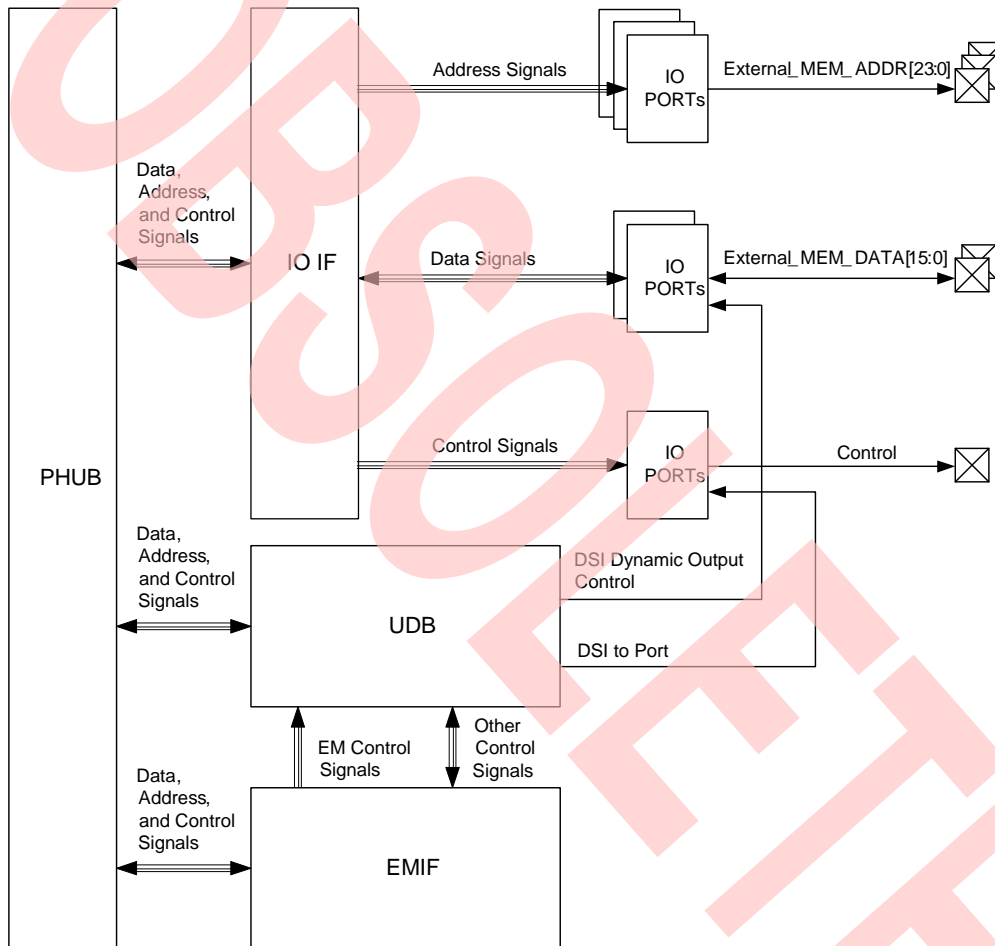 Address Signals
IO
PORTs
External_MEM_ADDR[23:0]
Data,
Address,
and Control
Signals
IO IF
Data Signals
IO
PORTs
External_MEM_DATA[15:0]
Control Signals
IO
PORTs
Control
PHUB
Data,
Address,
and Control
Signals
UDB
DSI Dynamic Output
Control
DSI to Port
EM Control
Signals
Other
Control
Signals
Data,
Address,
and Control
Signals
EMIF
OBSOLETE